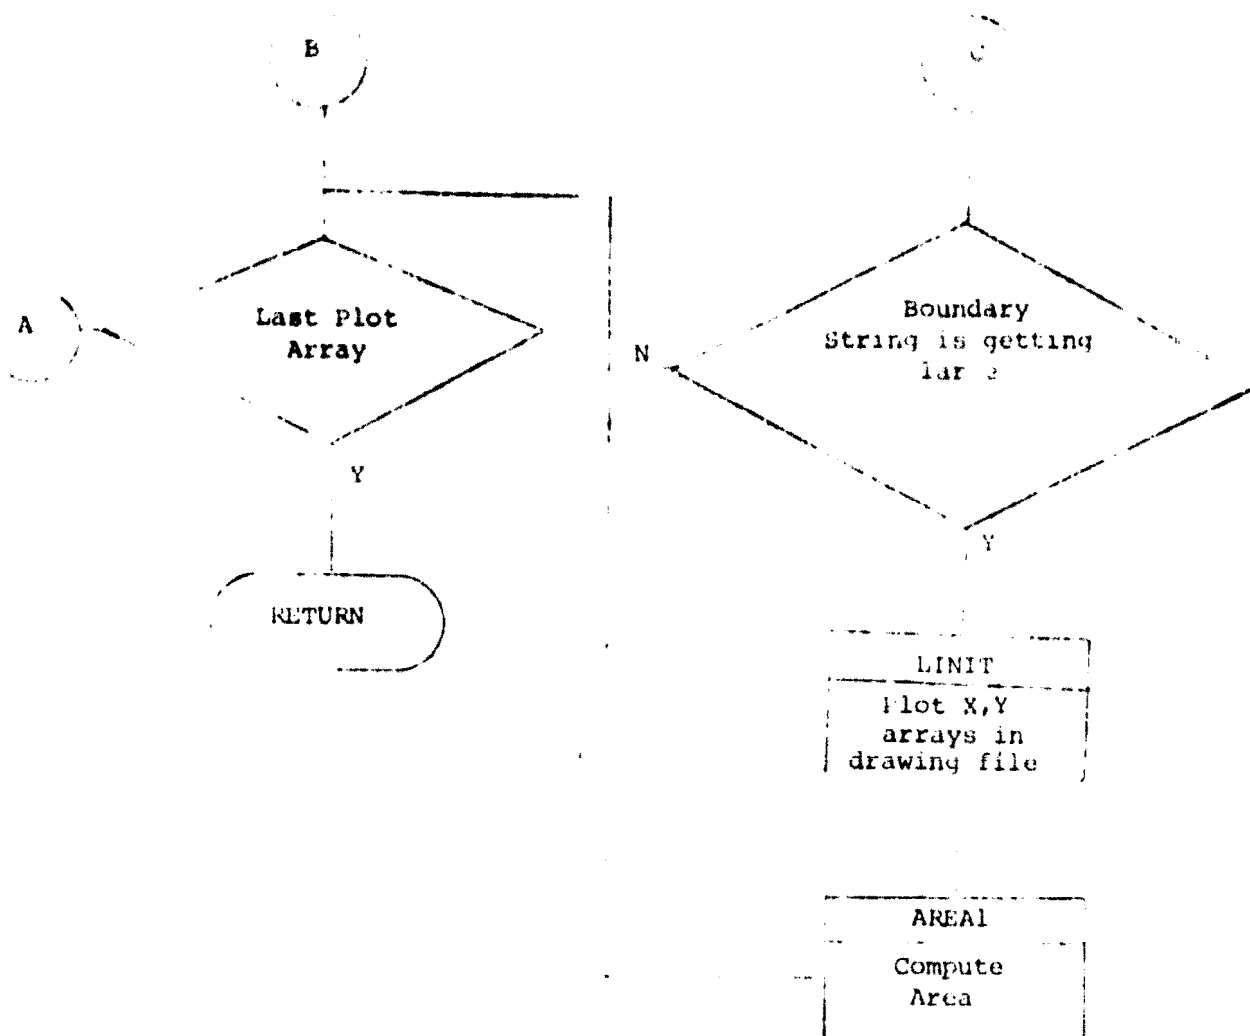 B
A
Last Plot
Array
Y
RETURN
Boundary
String is getting
N
Y
LINIT
Plot X,Y
arrays in
drawing file
AREA1
Compute
Area